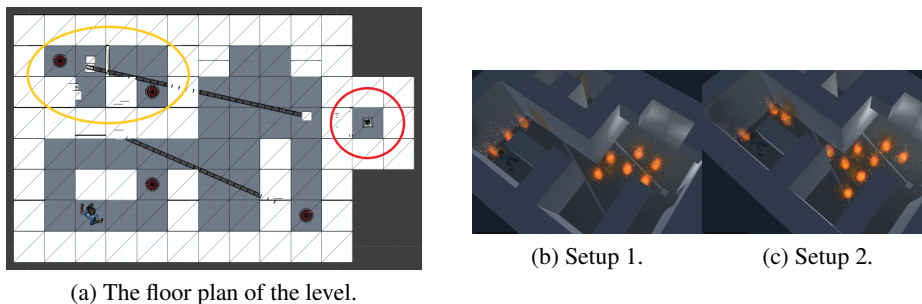 (a) The floor plan of the level.
(b) Setup 1.
(c) Setup 2.